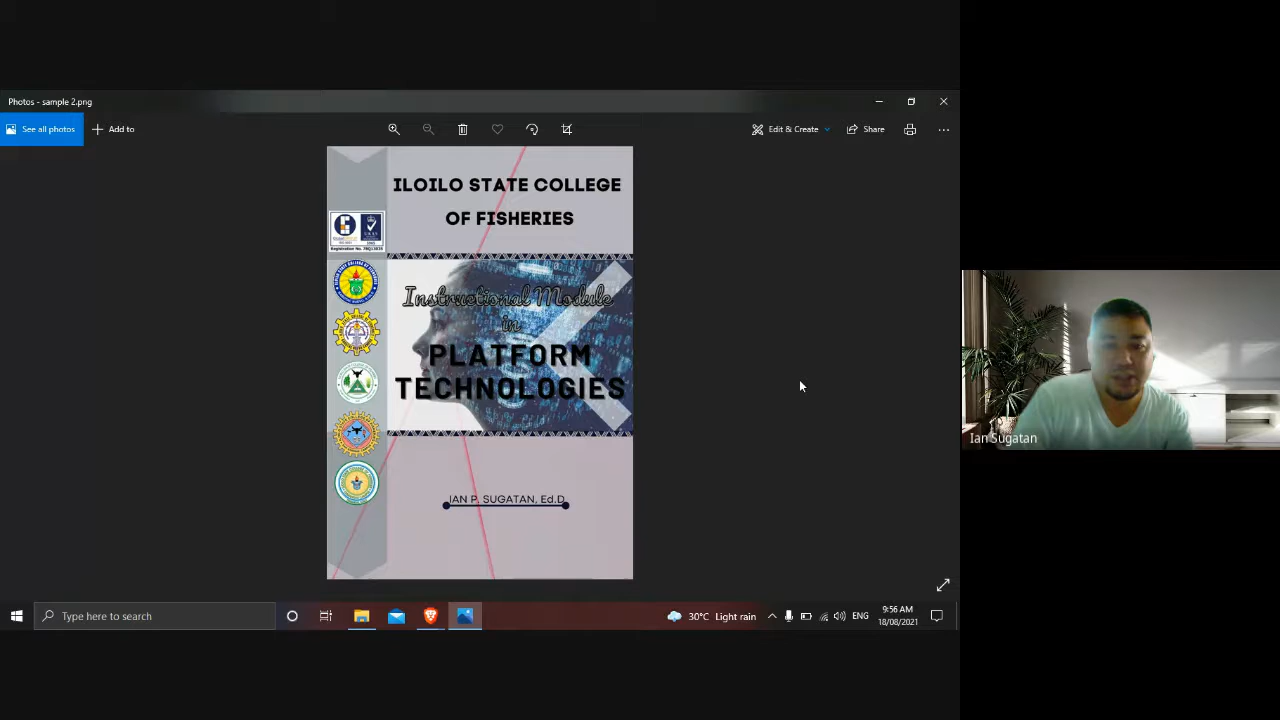 Photos - sample 2.png
See all photos
Add to
Edit & Create
Share
ILOILO STATE COLLEGE
OF FISHERIES
Instructional Module
in
PLATFORM
TECHNOLOGIES
IAN P. SUGATAN, Ed.D
Ian Sugatan
Type here to search
30°C Light rain
ENG
9:56 AM
18/08/2021